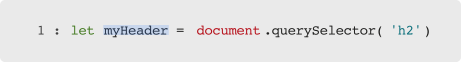 1 : let myHeader = document.querySelector( 'h2')